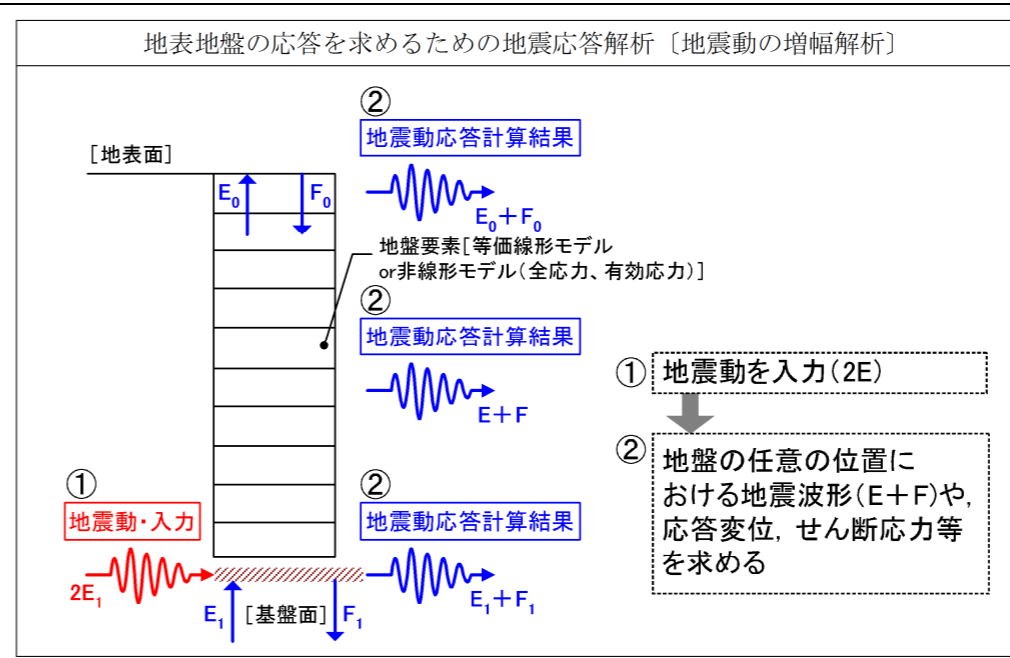 地表地盤の応答を求めるための地震応答解析〔地震動の増幅解析〕
②
地震動応答計算結果
[地表面]
E₀
F₀
E₀+F₀
地盤要素[等価線形モデル
or非線形モデル(全応力、有効応力)]
②
地震動応答計算結果
E+F
①
地震動・入力
2E₁
②
地震動応答計算結果
E₁+F₁
E₁
[基盤面]
F₁
①
地震動を入力(2E)
②
地盤の任意の位置に
おける地震波形(E+F)や,
応答変位, せん断応力等
を求める